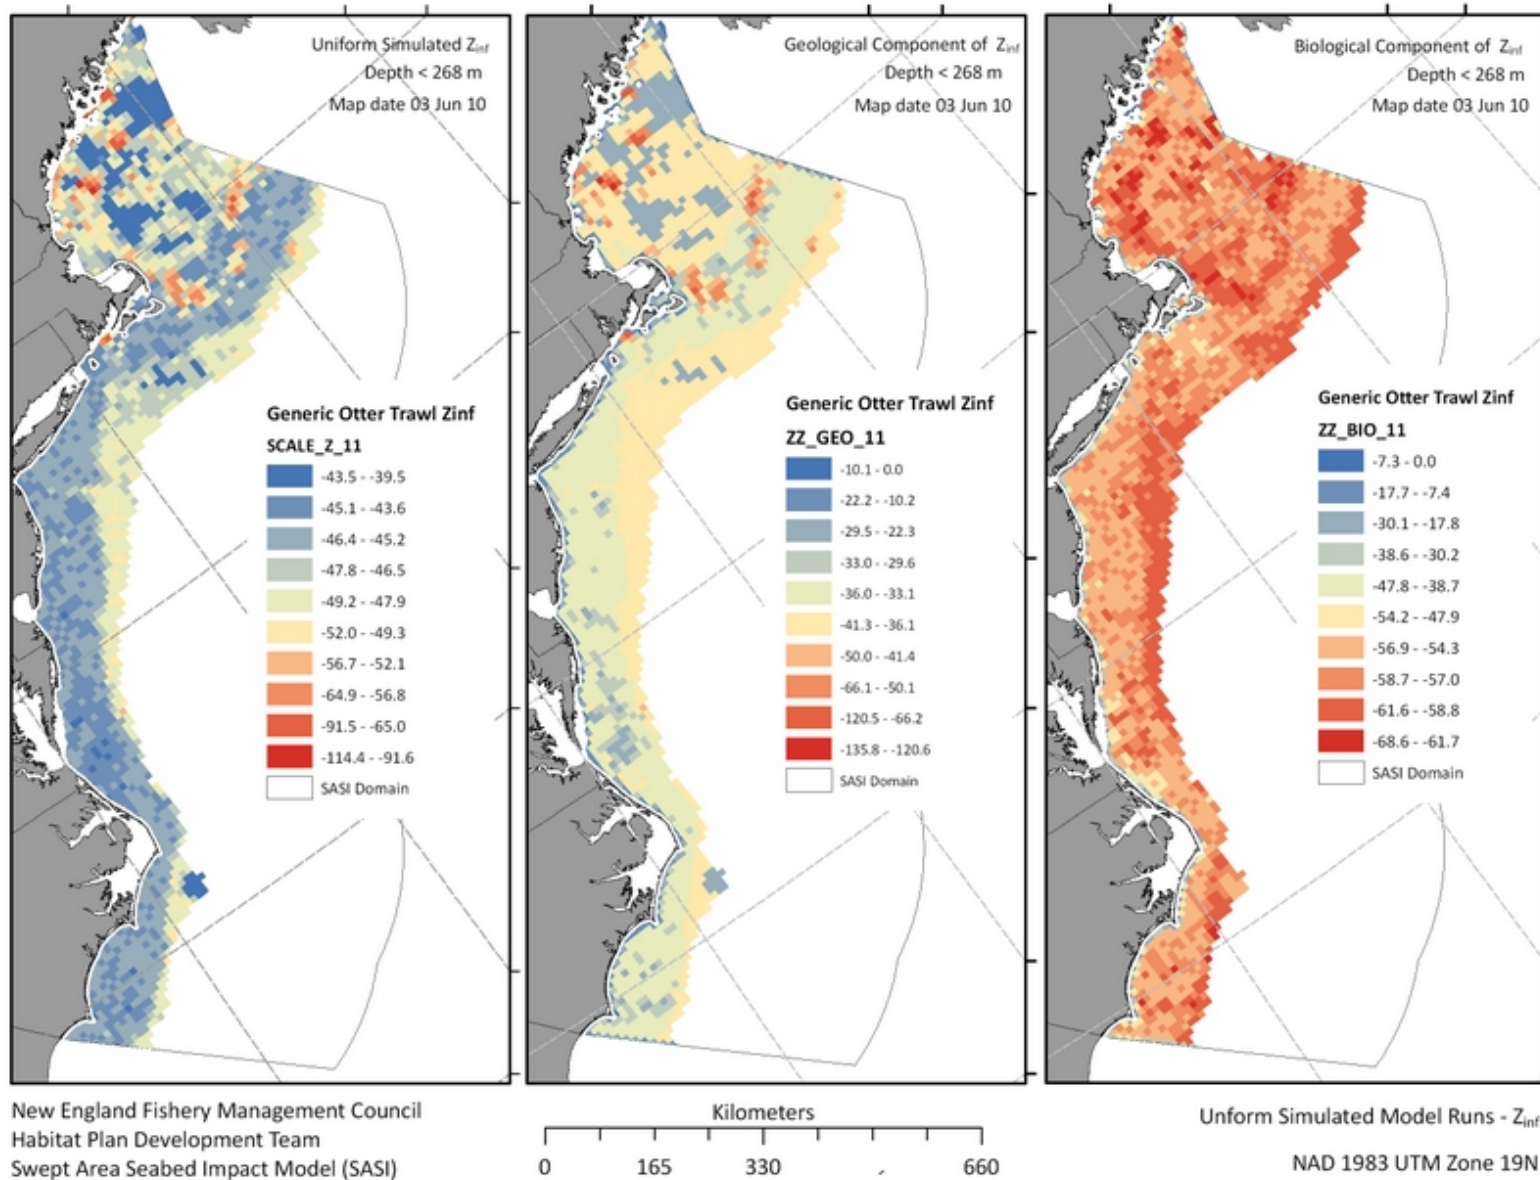 Uniform Simulated Zinf
Depth < 268 m
Map date 03 Jun 10
Generic Otter Trawl Zinf
SCALE_Z_11
-43.5 - -39.5
-45.1 - -43.6
-46.4 - -45.2
-47.8 - -46.5
-49.2 - -47.9
-52.0 - -49.3
-56.7 - -52.1
-64.9 - -56.8
-91.5 - -65.0
-114.4 - -91.6
SASI Domain
Geological Component of Zinf
Depth < 268 m
Map date 03 Jun 10
Generic Otter Trawl Zinf
ZZ_GEO_11
-10.1 - 0.0
-22.2 - -10.2
-29.5 - -22.3
-33.0 - -29.6
-36.0 - -33.1
-41.3 - -36.1
-50.0 - -41.4
-66.1 - -50.1
-120.5 - -66.2
-135.8 - -120.6
SASI Domain
Biological Component of Zinf
Depth < 268 m
Map date 03 Jun 10
Generic Otter Trawl Zinf
ZZ_BIO_11
-7.3 - 0.0
-17.7 - -7.4
-30.1 - -17.8
-38.6 - -30.2
-47.8 - -38.7
-54.2 - -47.9
-56.9 - -54.3
-58.7 - -57.0
-61.6 - -58.8
-68.6 - -61.7
SASI Domain
New England Fishery Management Council
Habitat Plan Development Team
Swept Area Seabed Impact Model (SASI)
Kilometers
0 165 330 660
Unform Simulated Model Runs - Zinf
NAD 1983 UTM Zone 19N